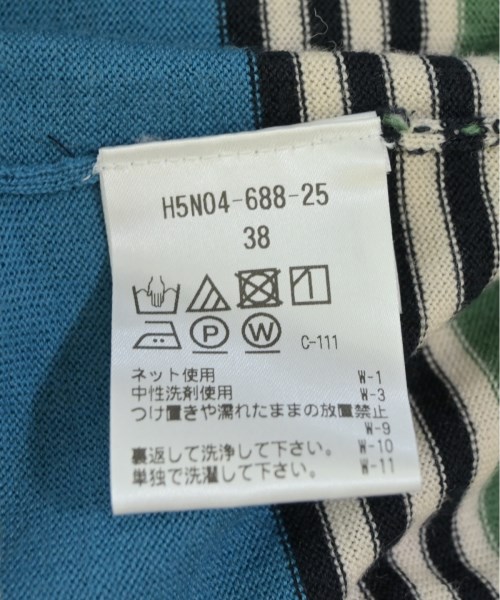 H5N04-688-25
38
P W C-111
ネット使用 W-1
中性洗剤使用 W-3
つけ置きや濡れたままの放置禁止
W-9
裏返して洗浄して下さい。 W-10
単独で洗濯して下さい。 W-11